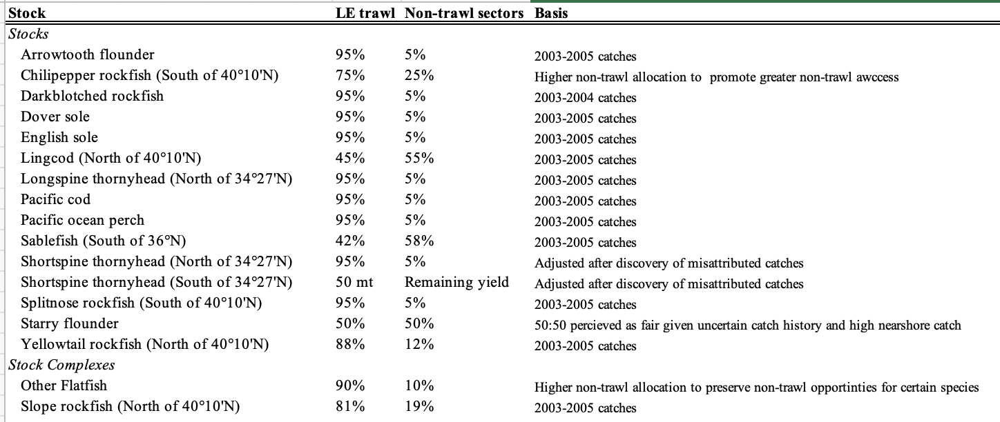 Stock LE trawl Non-trawl sectors Basis
Stocks
Arrowtooth flounder 95% 5% 2003-2005 catches
Chilipepper rockfish (South of 40°10'N) 75% 25% Higher non-trawl allocation to promote greater non-trawl awccess
Darkblotched rockfish 95% 5% 2003-2004 catches
Dover sole 95% 5% 2003-2005 catches
English sole 95% 5% 2003-2005 catches
Lingcod (North of 40°10'N) 45% 55% 2003-2005 catches
Longspine thornyhead (North of 34°27'N) 95% 5% 2003-2005 catches
Pacific cod 95% 5% 2003-2005 catches
Pacific ocean perch 95% 5% 2003-2005 catches
Sablefish (South of 36°N) 42% 58% 2003-2005 catches
Shortspine thornyhead (North of 34°27'N) 95% 5% Adjusted after discovery of misattributed catches
Shortspine thornyhead (South of 34°27'N) 50 mt Remaining yield Adjusted after discovery of misattributed catches
Splitnose rockfish (South of 40°10'N) 95% 5% 2003-2005 catches
Starry flounder 50% 50% 50:50 percieved as fair given uncertain catch history and high nearshore catch
Yellowtail rockfish (North of 40°10'N) 88% 12% 2003-2005 catches
Stock Complexes
Other Flatfish 90% 10% Higher non-trawl allocation to preserve non-trawl opportinties for certain species
Slope rockfish (North of 40°10'N) 81% 19% 2003-2005 catches